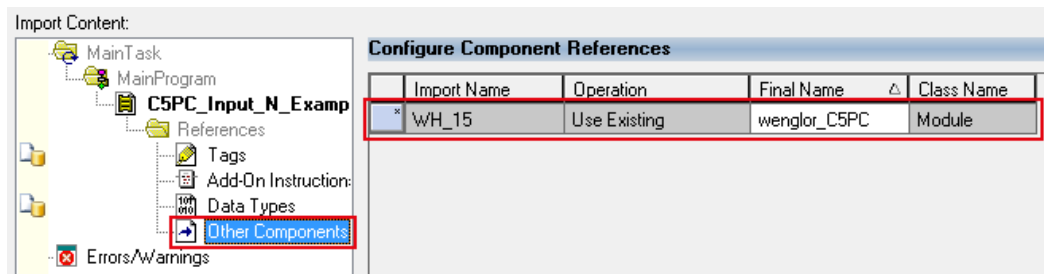 Import Content:
MainTask
MainProgram
C5PC_Input_N_Examp
References
Tags
Add-On Instruction:
Data Types
Other Components
Errors/Warnings
Configure Component References
Import Name Operation Final Name Class Name
* WH_15 Use Existing wenglor_C5PC Module